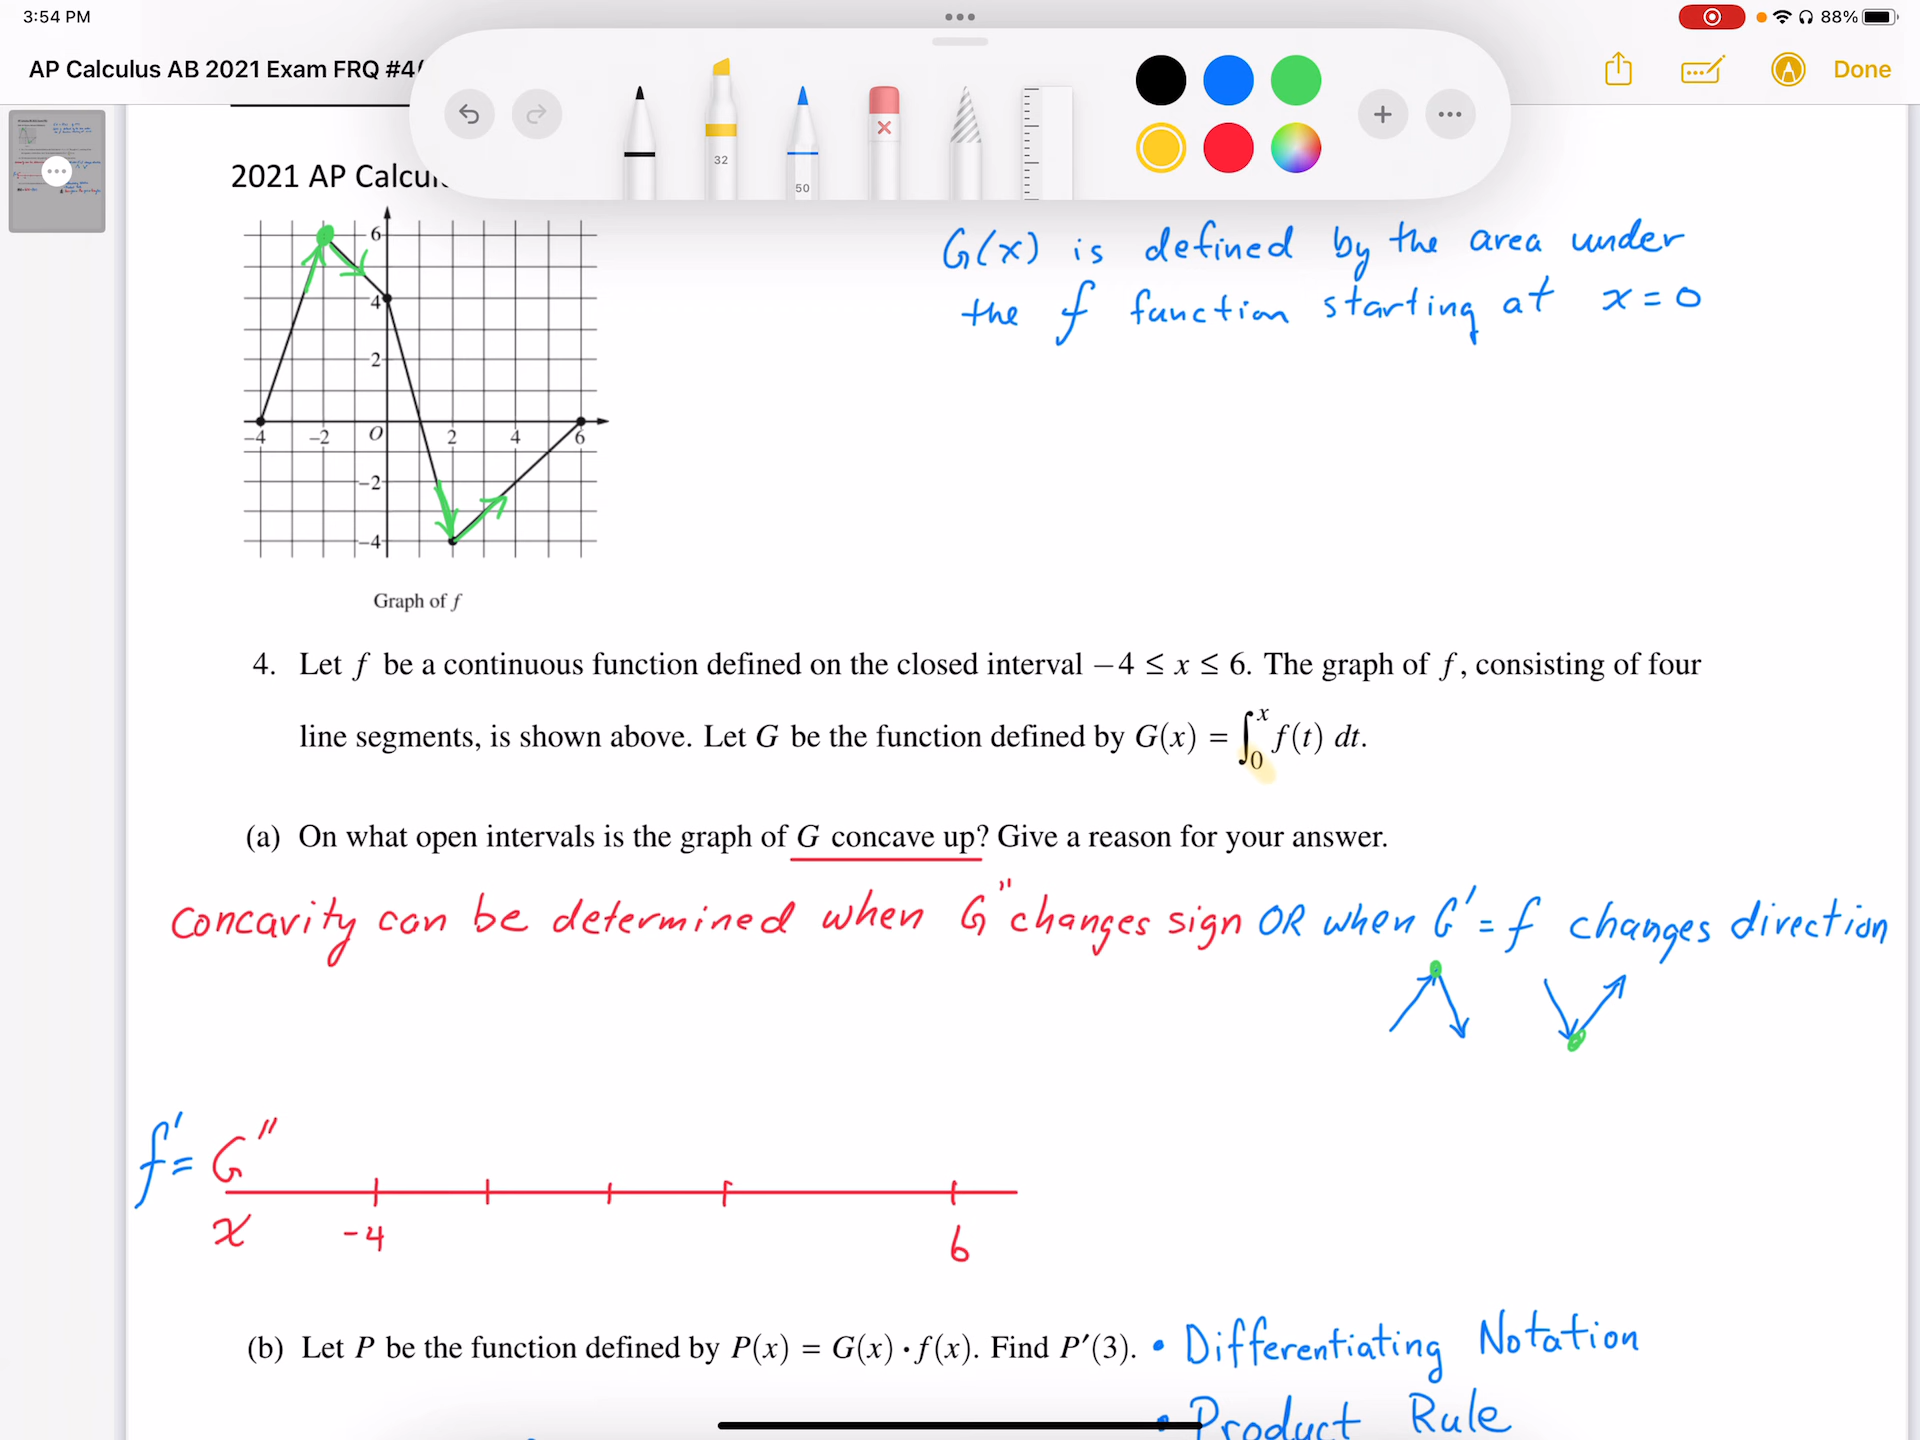 3:54 PM
88%
AP Calculus AB 2021 Exam FRQ #4
Done
32
50
2021 AP
6
4
2
-4 -2 O 2 4 6
-2
-4
Graph of f
G(x) is defined by the area under
the f function starting at x = 0
4. Let f be a continuous function defined on the closed interval −4 ≤ x ≤ 6. The graph of f, consisting of four
line segments, is shown above. Let G be the function defined by G(x) = ∫₀ˣ f(t) dt.
(a) On what open intervals is the graph of G concave up? Give a reason for your answer.
Concavity can be determined when G" changes sign OR when G' = f changes direction
f' = G"
x -4 6
(b) Let P be the function defined by P(x) = G(x) · f(x). Find P′(3).
• Differentiating Notation
• Product Rule